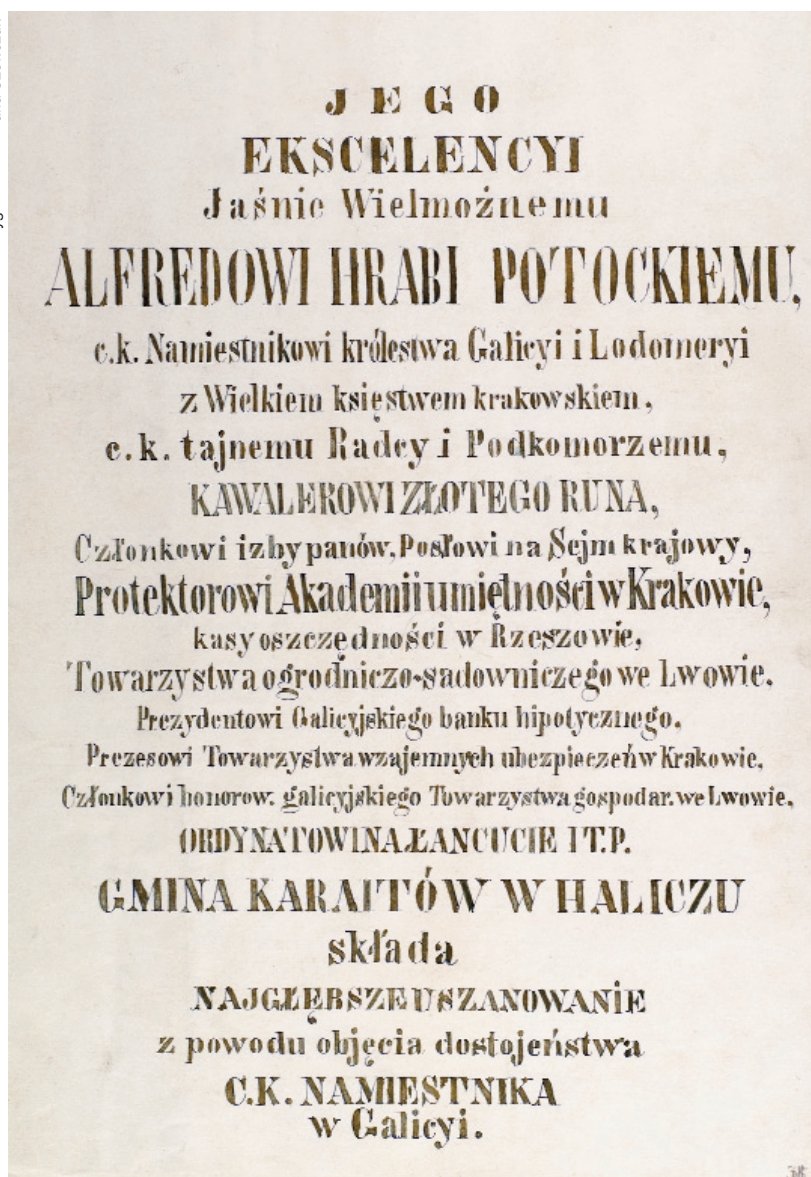 JEGO
EKSCELENCYI
Jaśnie Wielmożnemu
ALFREDOWI HRABI POTOCKIEMU,
c.k. Namiestnikowi królestwa Galicyi i Lodomeryi
z Wielkiem księstwem krakowskiem,
c.k. tajnemu Radcy i Podkomorzemu,
KAWALEROWI ZŁOTEGO RUNA,
Członkowi izby panów, Posłowi na Sejm krajowy,
Protektorowi Akademii umiętności w Krakowie,
kasy oszczędności w Rzeszowie,
Towarzystwa ogrodniczo-sadowniczego we Lwowie.
Prezydentowi Galicyjskiego banku hipotycznego.
Prezesowi Towarzystwa wzajemnych ubezpieczeń w Krakowie,
Członkowi honorow. galicyjskiego Towarzystwa gospodar. we Lwowie,
ORDYNATOWI NA ŁANCUCIE I T.P.
GMINA KARAITÓW W HALICZU
składa
NAJGŁĘBSZE USZANOWANiE
z powodu objęcia dostojeństwa
C.K. NAMIESTNIKA
w Galicyi.